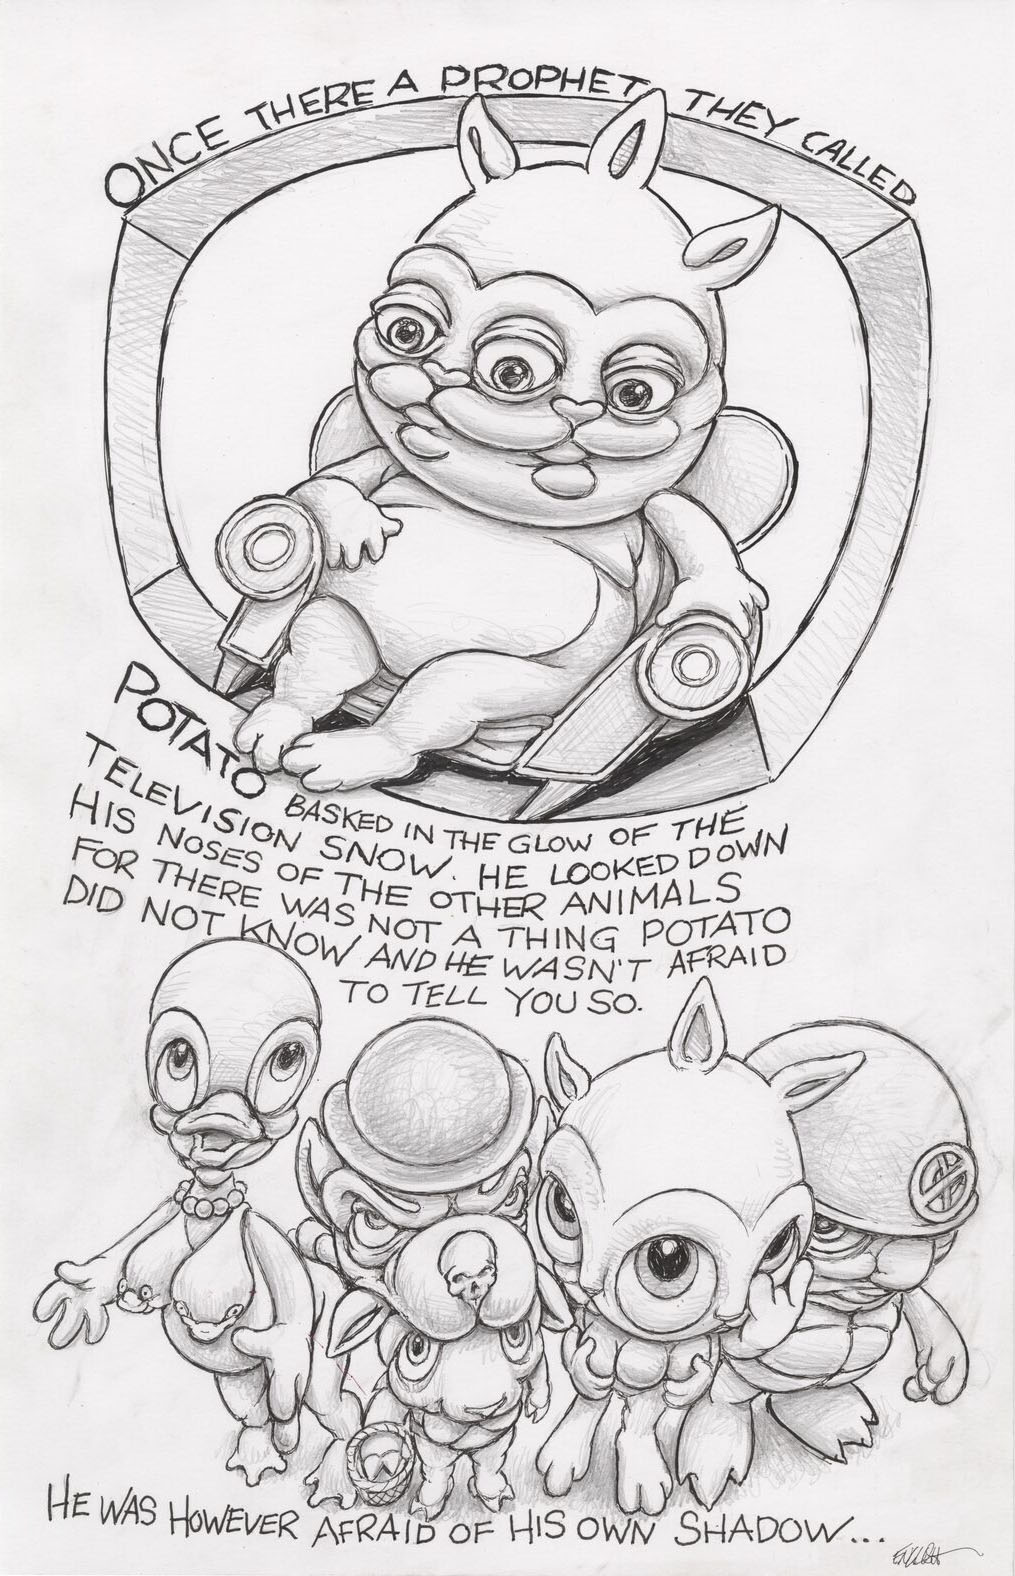 ONCE THERE A PROPHET, THEY CALLED
POTATO BASKED IN THE GLOW OF THE
TELEVISION SNOW. HE LOOKED DOWN
HIS NOSES OF THE OTHER ANIMALS
FOR THERE WAS NOT A THING POTATO
DID NOT KNOW AND HE WASN'T AFRAID
TO TELL YOU SO.
HE WAS HOWEVER AFRAID OF HIS OWN SHADOW...